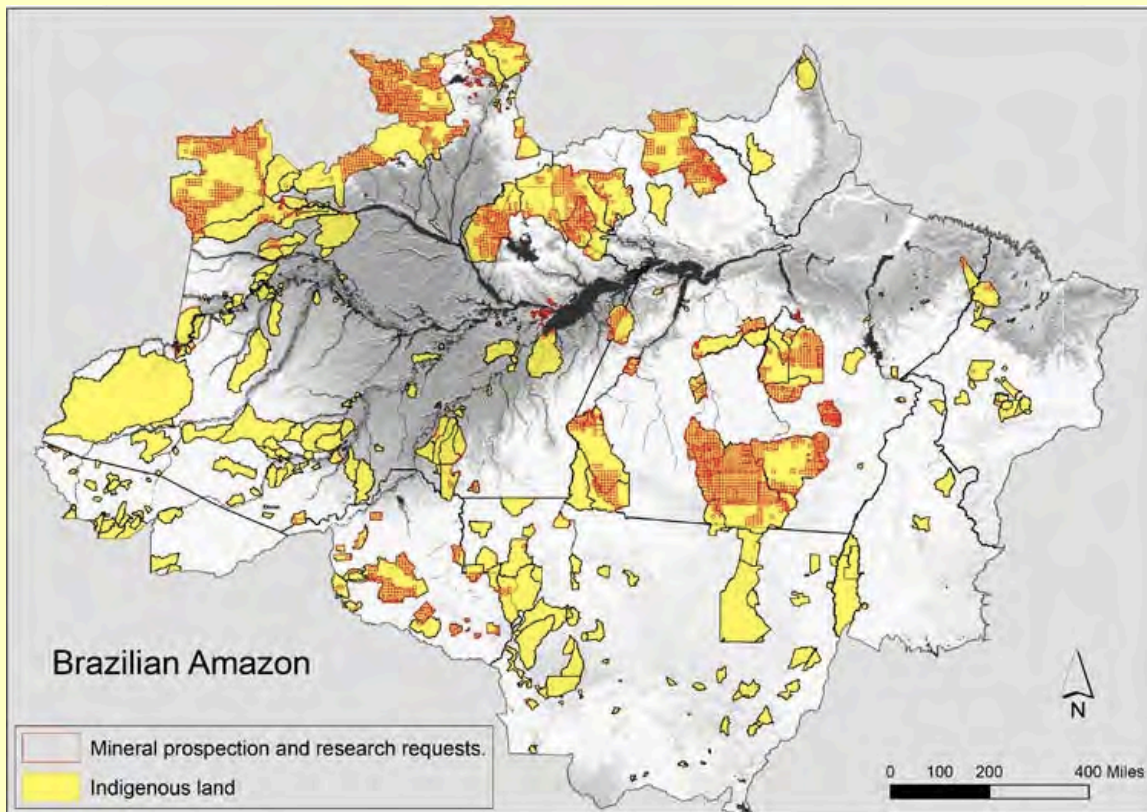 Brazilian Amazon
Mineral prospection and research requests.
Indigenous land
N
0 100 200 400 Miles